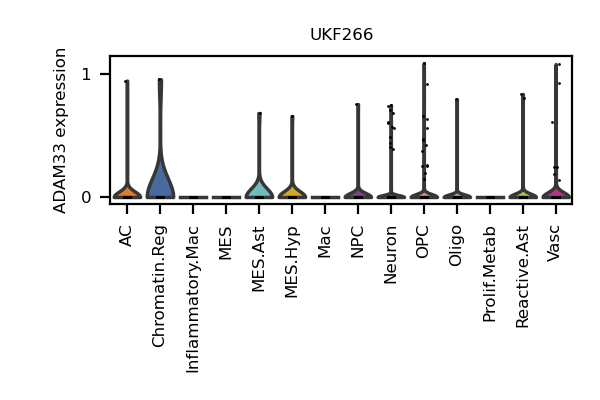 UKF266
ADAM33 expression
1
0
AC
Chromatin.Reg
Inflammatory.Mac
MES
MES.Ast
MES.Hyp
Mac
NPC
Neuron
OPC
Oligo
Prolif.Metab
Reactive.Ast
Vasc